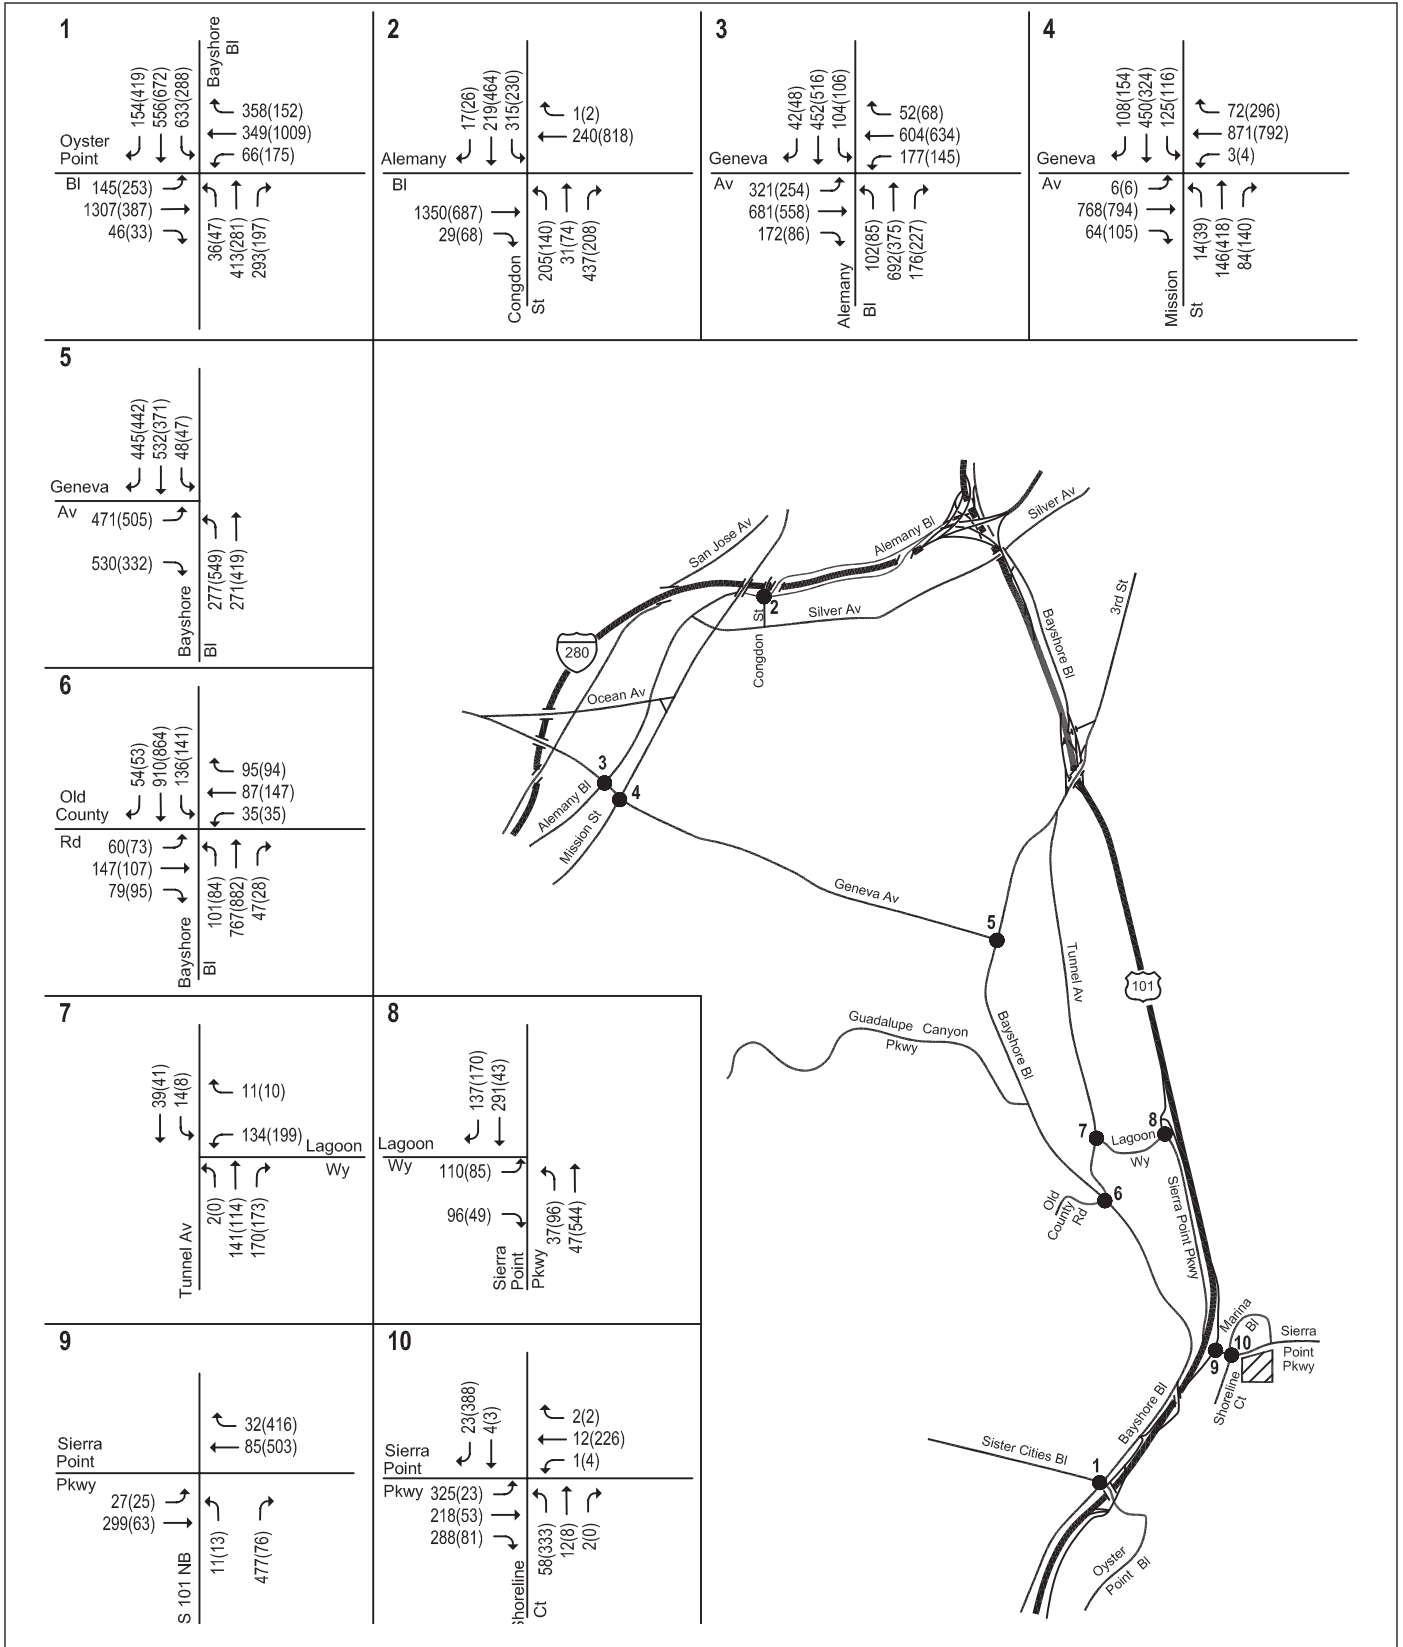 1
Bayshore
Bl
154(419)
556(672)
633(288)
358(152)
349(1009)
66(175)
Oyster
Point
Bl
145(253)
1307(387)
46(33)
36(47)
413(281)
293(197)
2
17(26)
219(464)
315(230)
1(2)
240(818)
Alemany
Bl
1350(687)
29(68)
Congdon
St
205(140)
31(74)
437(208)
3
42(48)
452(516)
104(106)
52(68)
604(634)
177(145)
Geneva
Av
321(254)
681(558)
172(86)
Alemany
Bl
102(85)
692(375)
176(227)
4
108(154)
450(324)
125(116)
72(296)
871(792)
3(4)
Geneva
Av
6(6)
768(794)
64(105)
Mission
St
14(39)
146(418)
84(140)
5
445(442)
532(371)
48(47)
Geneva
Av
471(505)
530(332)
Bayshore
Bl
277(549)
271(419)
6
54(53)
910(864)
136(141)
95(94)
87(147)
35(35)
Old
County
Rd
60(73)
147(107)
79(95)
Bayshore
Bl
101(84)
767(882)
47(28)
7
39(41)
14(8)
11(10)
134(199)
Lagoon
Wy
Tunnel Av
2(0)
141(114)
170(173)
8
137(170)
291(43)
Lagoon
Wy
110(85)
96(49)
Sierra
Point
Pkwy
37(96)
47(544)
9
32(416)
85(503)
Sierra
Point
Pkwy
27(25)
299(63)
S 101 NB
11(13)
477(76)
10
23(388)
4(3)
2(2)
12(226)
1(4)
Sierra
Point
Pkwy
325(23)
218(53)
288(81)
Shoreline
Ct
58(333)
12(8)
2(0)
San Jose Av
Alemany Bl
Silver Av
2
Congdon St
Silver Av
280
Bayshore Bl
3rd St
Ocean Av
3
4
Alemany Bl
Mission St
Geneva Av
5
Tunnel Av
101
Guadalupe Canyon
Pkwy
Bayshore Bl
7
Lagoon
Wy
8
6
Old
County
Rd
Sierra Point Pkwy
Marina
Bl
10
9
Sierra
Point
Pkwy
Shoreline
Ct
Bayshore Bl
Sister Cities Bl
1
Oyster
Point Bl